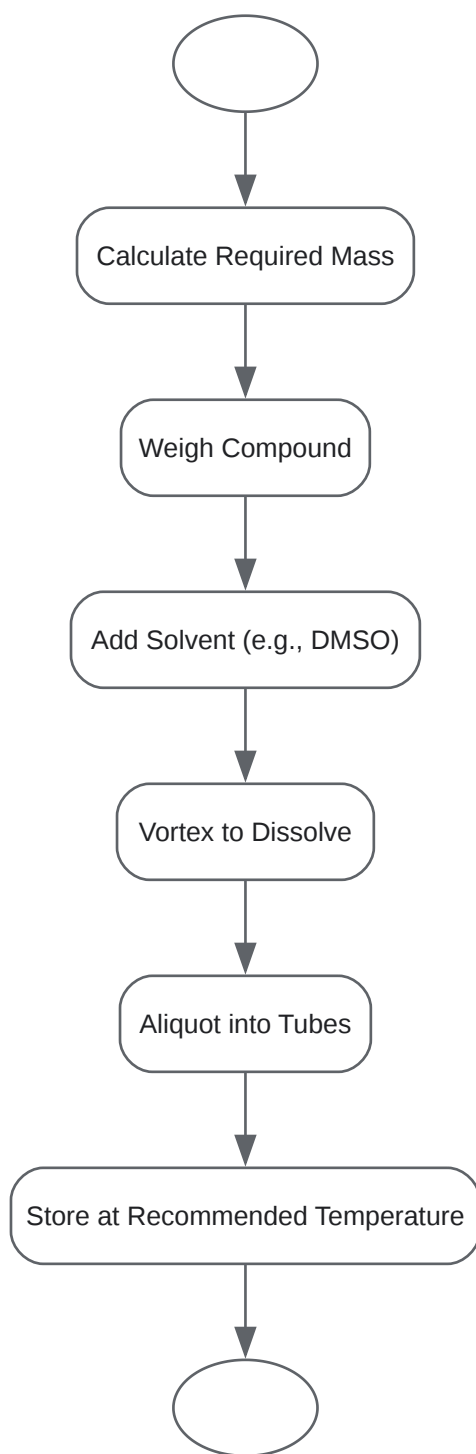 Calculate Required Mass
Weigh Compound
Add Solvent (e.g., DMSO)
Vortex to Dissolve
Aliquot into Tubes
Store at Recommended Temperature